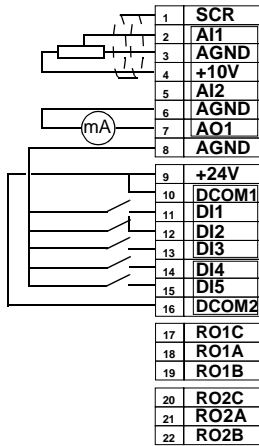 1 SCR
2 AI1
3 AGND
4 +10V
5 AI2
6 AGND
mA
7 AO1
8 AGND
9 +24V
10 DCOM1
11 DI1
12 DI2
13 DI3
14 DI4
15 DI5
16 DCOM2
17 RO1C
18 RO1A
19 RO1B
20 RO2C
21 RO2A
22 RO2B